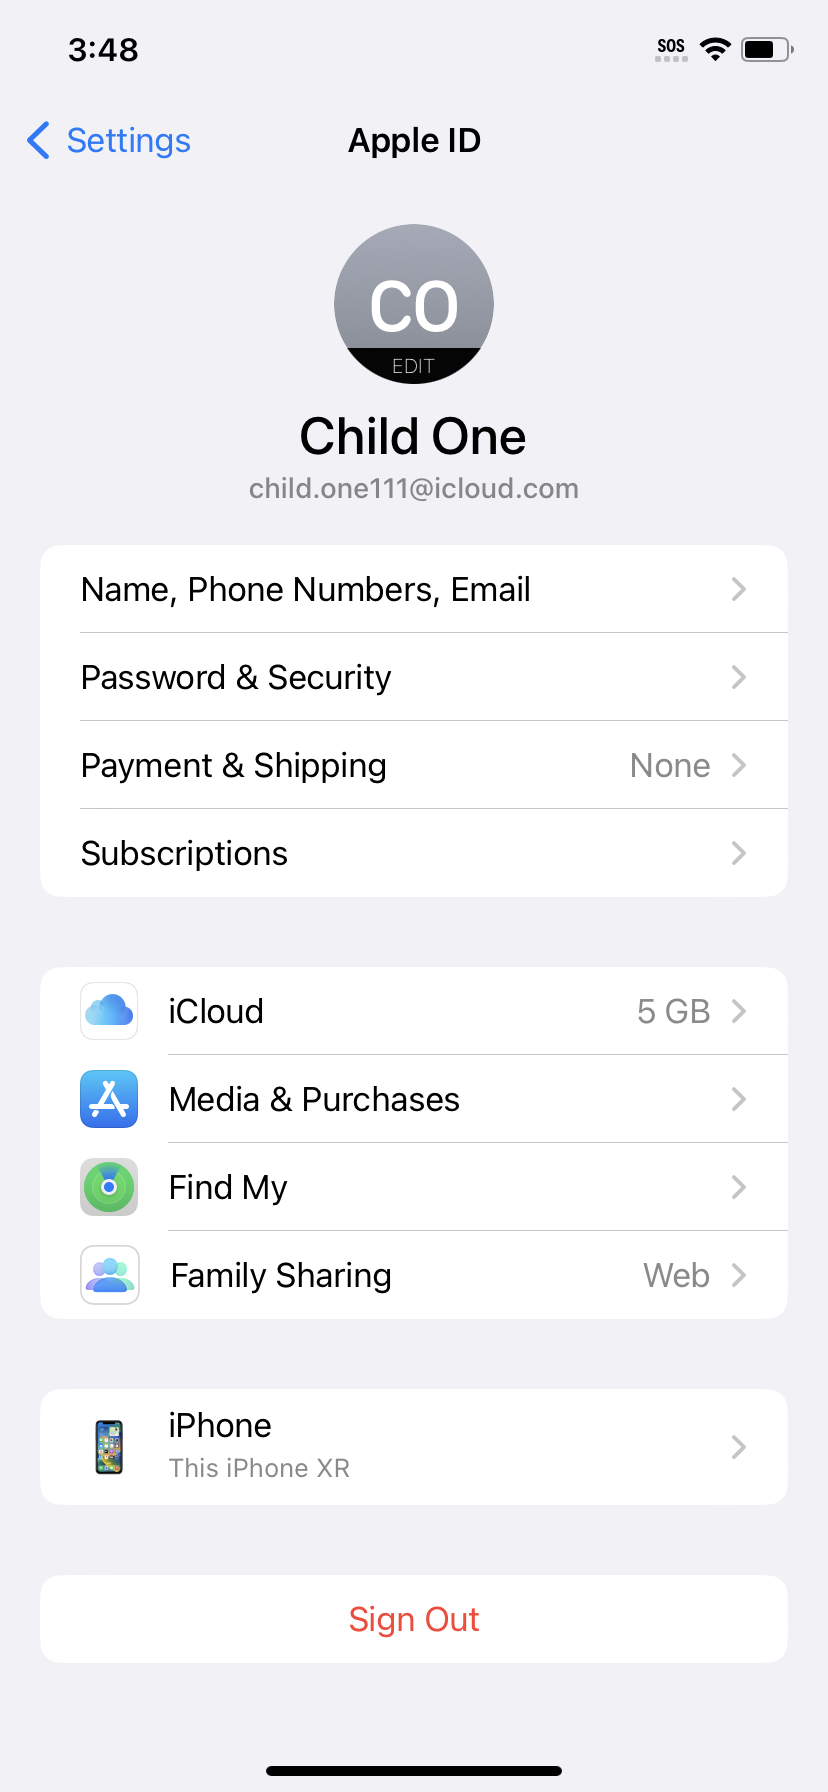 3:48
SOS
Settings
Apple ID
CO
EDIT
Child One
child.one111@icloud.com
Name, Phone Numbers, Email
Password & Security
Payment & Shipping None
Subscriptions
iCloud 5 GB
Media & Purchases
Find My
Family Sharing Web
iPhone
This iPhone XR
Sign Out